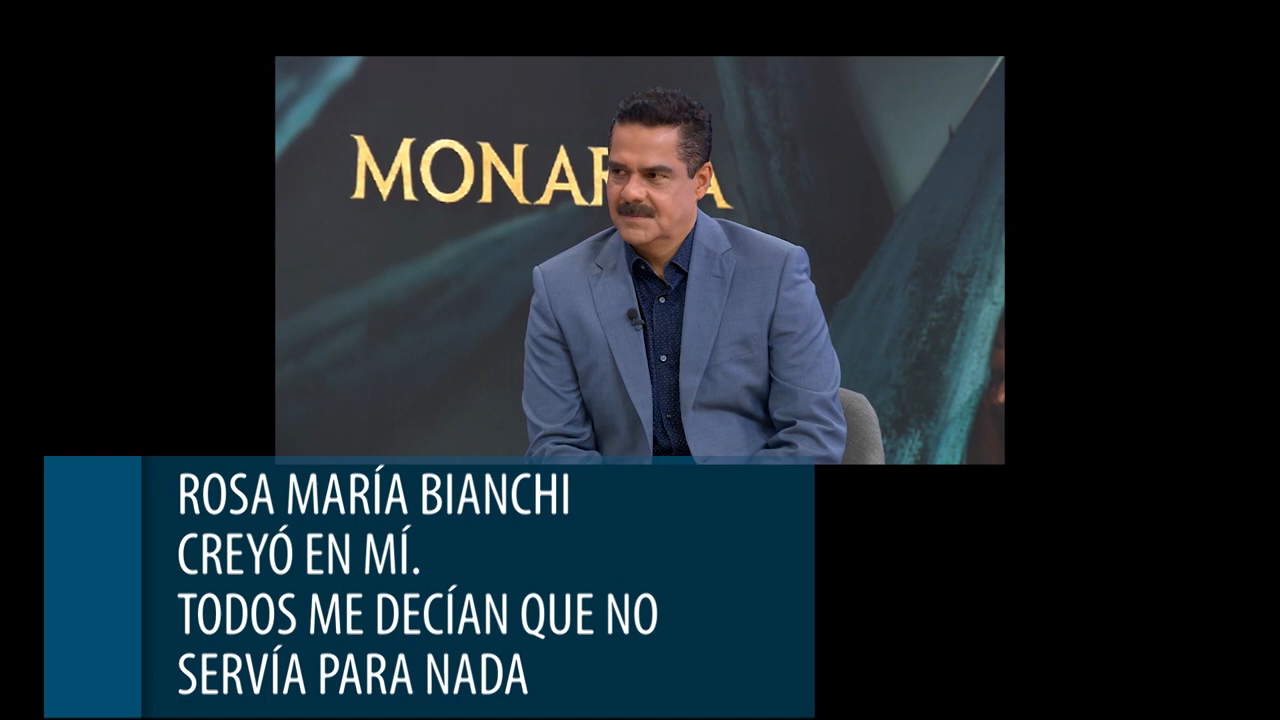 MONAR A
ROSA MARÍA BIANCHI
CREYÓ EN MÍ.
TODOS ME DECÍAN QUE NO
SERVÍA PARA NADA